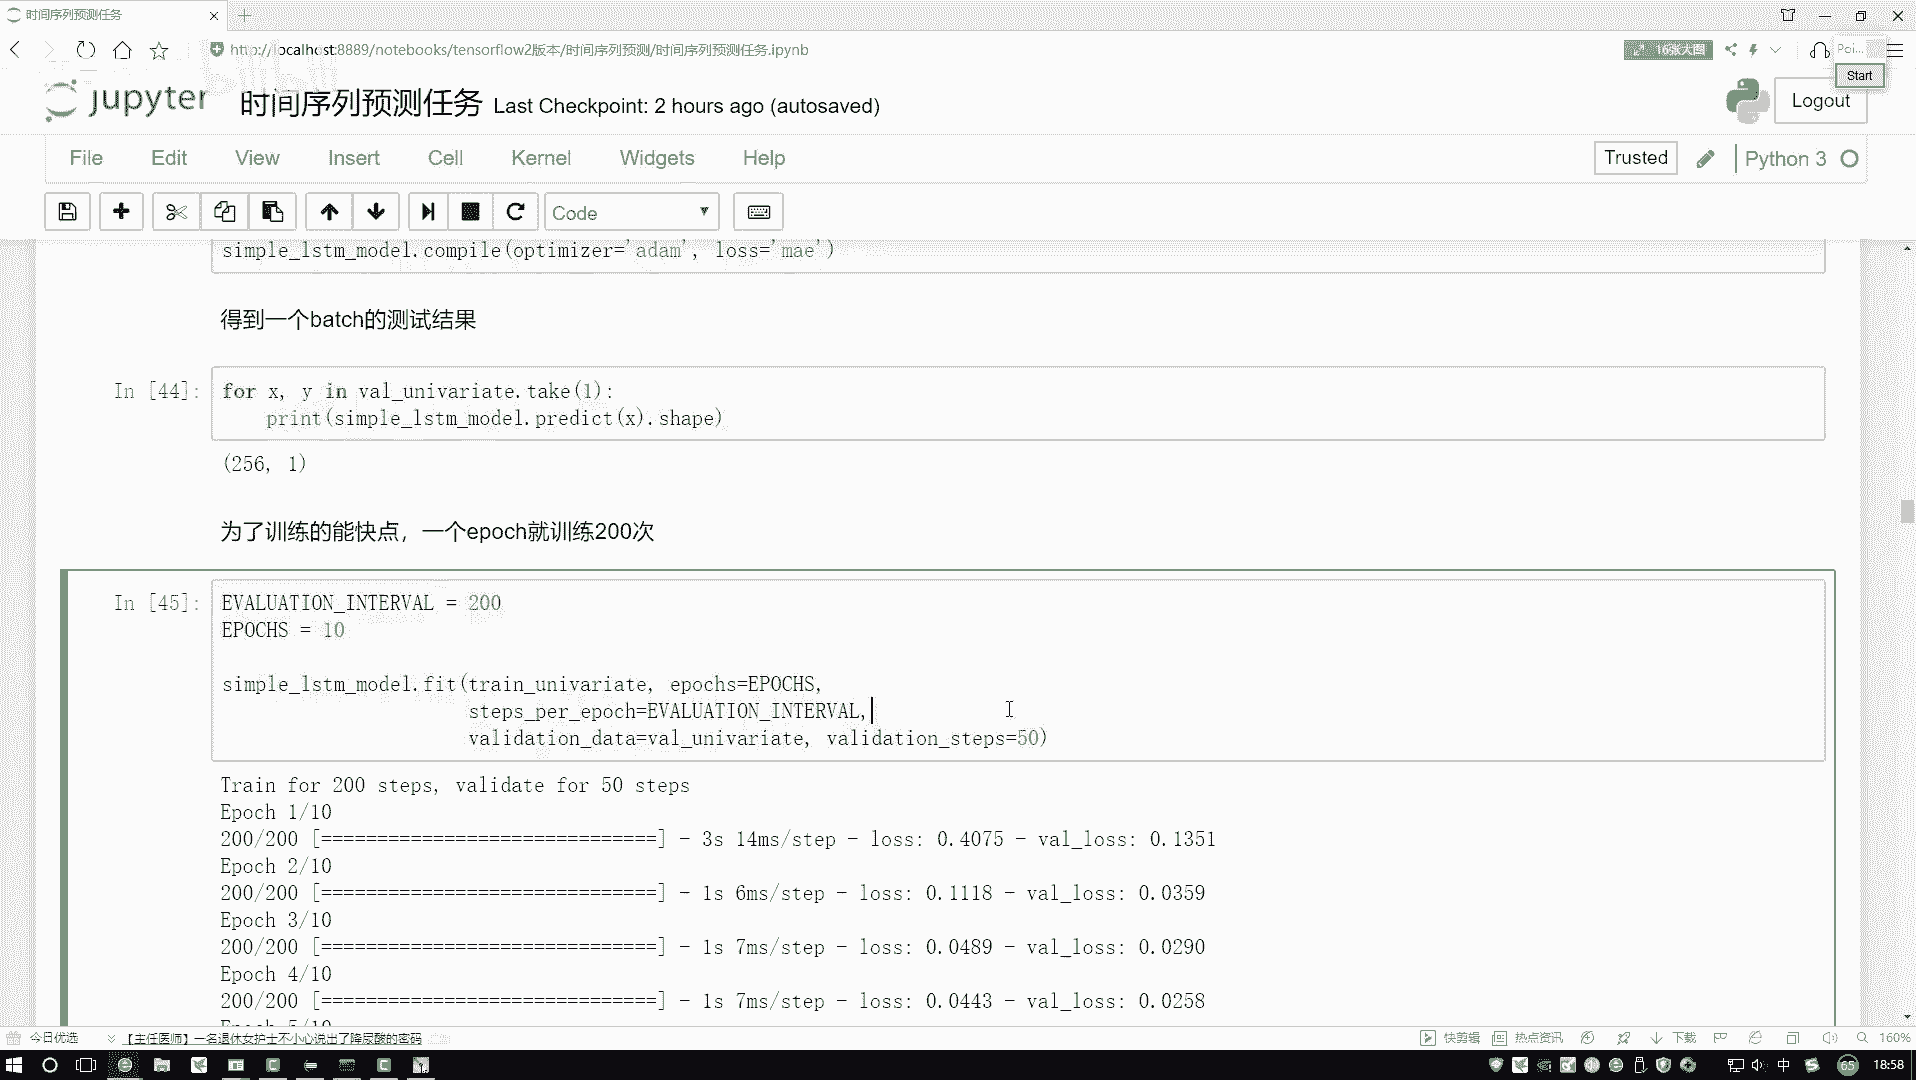 时间序列预测任务
http://localhost:8889/notebooks/tensorflow2版本/时间序列预测/时间序列预测任务.ipynb
16张大图
Poi...
Start
jupyter 时间序列预测任务 Last Checkpoint: 2 hours ago (autosaved)
Logout
File Edit View Insert Cell Kernel Widgets Help
Trusted
Python 3
Code
simple_lstm_model.compile(optimizer='adam', loss='mae')
得到一个batch的测试结果
In [44]: for x, y in val_univariate.take(1):
print(simple_lstm_model.predict(x).shape)
(256, 1)
为了训练的能快点，一个epoch就训练200次
In [45]: EVALUATION_INTERVAL = 200
EPOCHS = 10
simple_lstm_model.fit(train_univariate, epochs=EPOCHS,
steps_per_epoch=EVALUATION_INTERVAL,
validation_data=val_univariate, validation_steps=50)
Train for 200 steps, validate for 50 steps
Epoch 1/10
200/200 [==============================] - 3s 14ms/step - loss: 0.4075 - val_loss: 0.1351
Epoch 2/10
200/200 [==============================] - 1s 6ms/step - loss: 0.1118 - val_loss: 0.0359
Epoch 3/10
200/200 [==============================] - 1s 7ms/step - loss: 0.0489 - val_loss: 0.0290
Epoch 4/10
200/200 [==============================] - 1s 7ms/step - loss: 0.0443 - val_loss: 0.0258
Epoch 5/10
今日优选 【主任医师】一名退休女护士不小心说出了降尿酸的密码
快剪辑 热点资讯 下载 160%
中 65 18:58